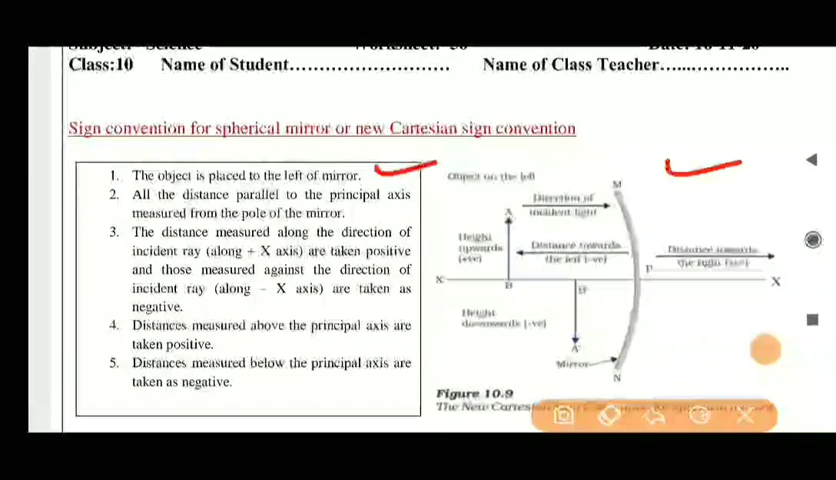 Subject:- Science
Class:10 Name of Student………………………
Name of Class Teacher…...……………..
Sign convention for spherical mirror or new Cartesian sign convention
1. The object is placed to the left of mirror.
2. All the distance parallel to the principal axis
measured from the pole of the mirror.
3. The distance measured along the direction of
incident ray (along + X axis) are taken positive
and those measured against the direction of
incident ray (along – X axis) are taken as
negative.
4. Distances measured above the principal axis are
taken positive.
5. Distances measured below the principal axis are
taken as negative.
Object on the left
M
Direction of
incident light
A
Height
upwards
(+ve)
Distance towards
the left (-ve)
Distance towards
the right (+ve)
X'
B
B'
P
X
Height
downwards (-ve)
A'
Mirror
N
Figure 10.9
The New